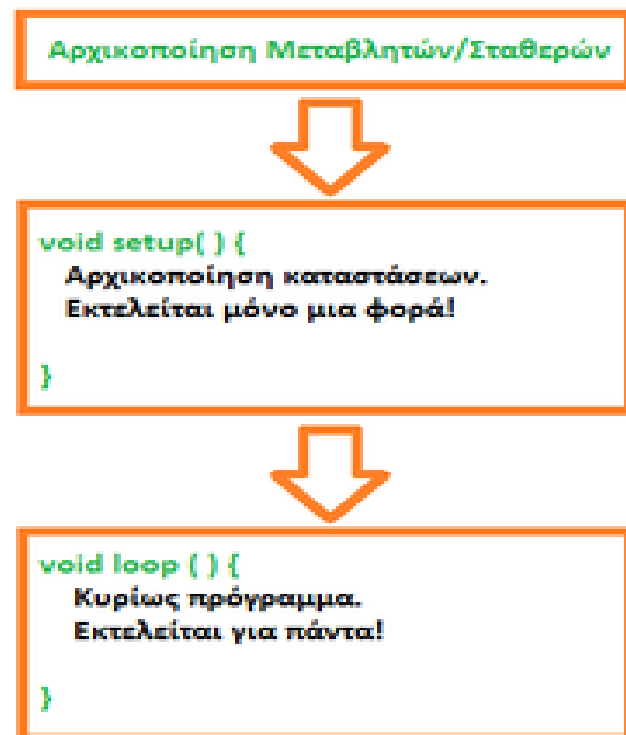 Αρχικοποίηση Μεταβλητών/Σταθερών
void setup( ) {
Αρχικοποίηση καταστάσεων.
Εκτελείται μόνο μια φορά!
}
void loop ( ) {
Κυρίως πρόγραμμα.
Εκτελείται για πάντα!
}